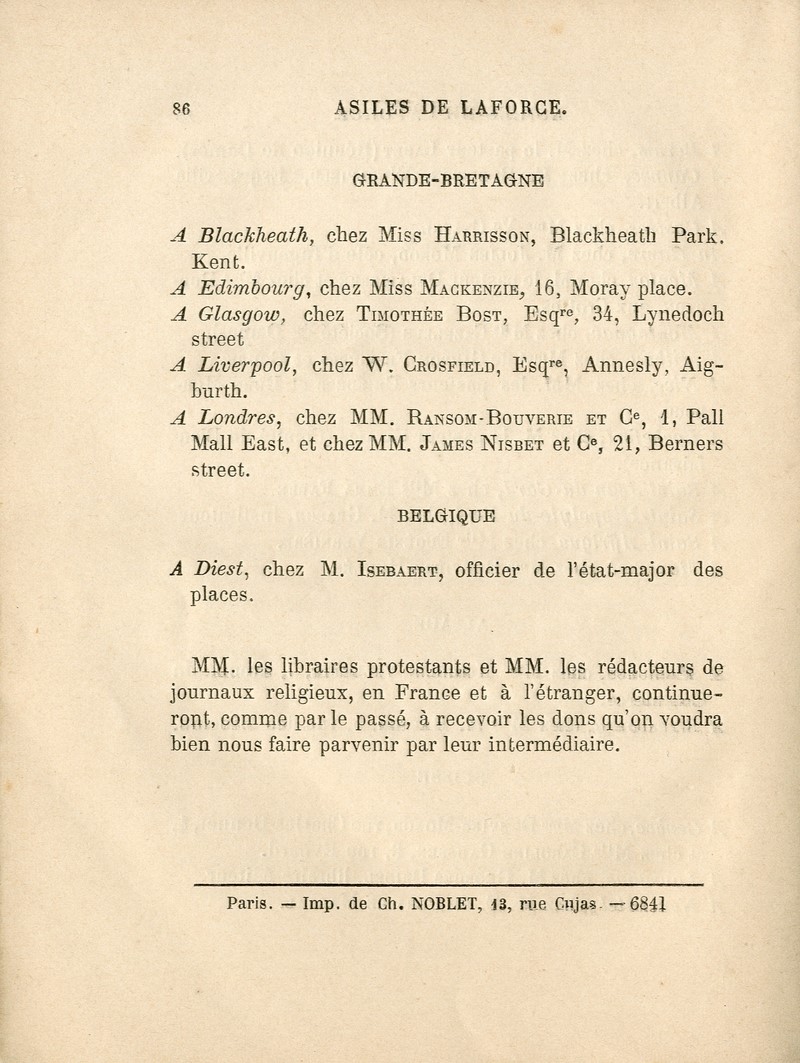 86 ASILES DE LAFORCE.
GRANDE-BRETAGNE
A Blackheath, chez Miss HARRISSON, Blackheath Park.
Kent.
A Edimbourg, chez Miss MACKENZIE, 16, Moray place.
A Glasgow, chez TIMOTHÉE BOST, Esqre, 34, Lynedoch
street
A Liverpool, chez W. CROSFIELD, Esqre, Annesly, Aig-
burth.
A Londres, chez MM. RANSOM-BOUVERIE ET Ce, 1, Pall
Mall East, et chez MM. JAMES NISBET et Ce, 21, Berners
street.
BELGIQUE
A Diest, chez M. ISEBAERT, officier de l'état-major des
places.
MM. les libraires protestants et MM. les rédacteurs de
journaux religieux, en France et à l'étranger, continue-
ront, comme par le passé, à recevoir les dons qu'on voudra
bien nous faire parvenir par leur intermédiaire.
Paris. — Imp. de Ch. NOBLET, 13, rue Cujas. — 6841